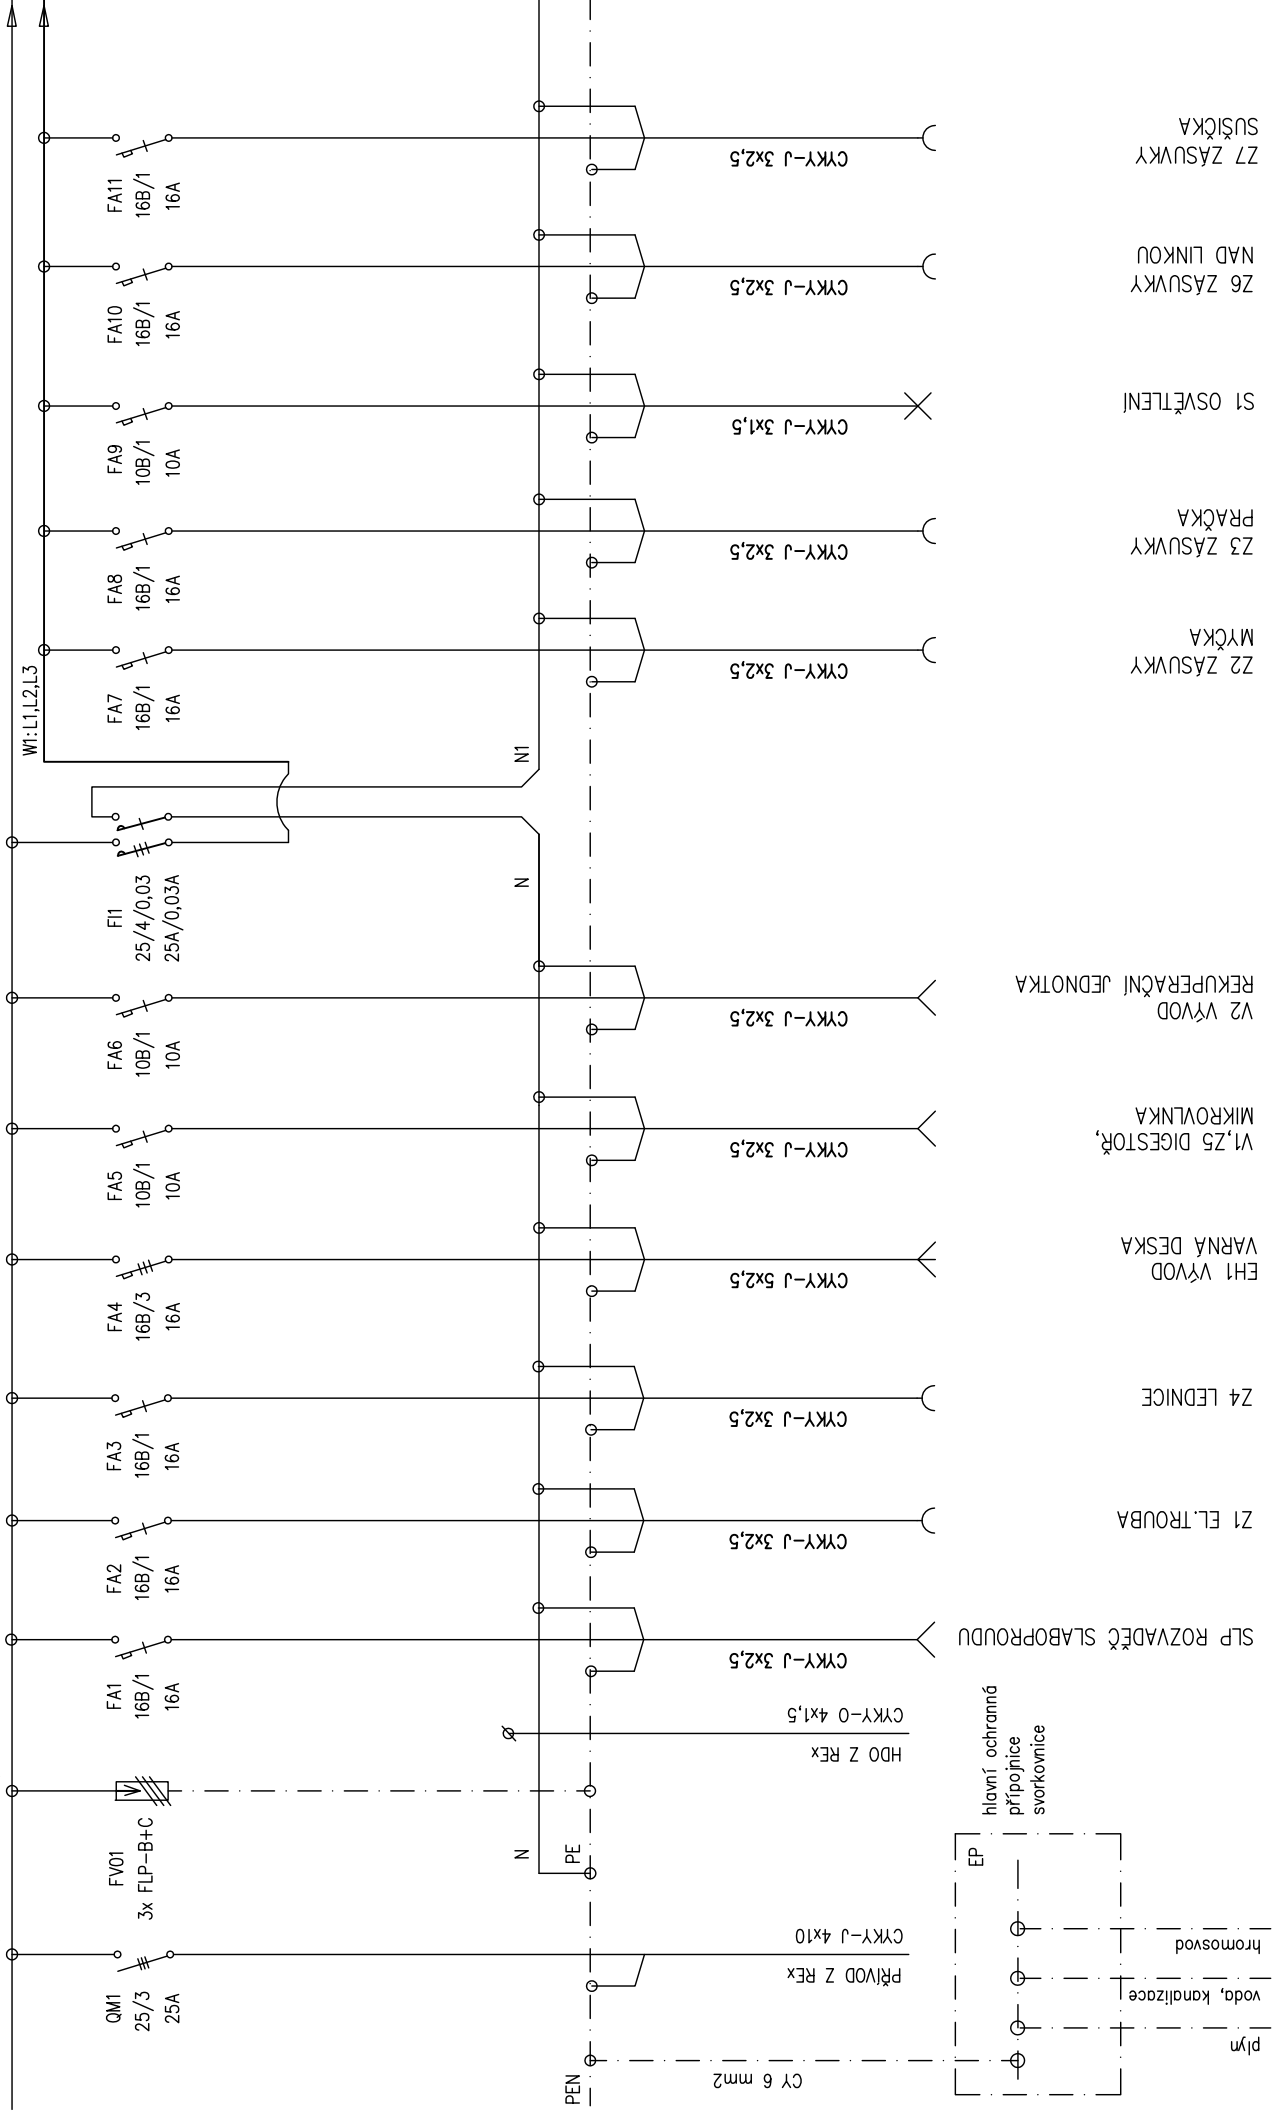 W1:L1,L2,L3
FA11
16B/1
16A
CYKY-J 3x2,5
Z7 ZÁSUVKY
SUŠIČKA
FA10
16B/1
16A
CYKY-J 3x2,5
Z6 ZÁSUVKY
NAD LINKOU
FA9
10B/1
10A
CYKY-J 3x1,5
S1 OSVĚTLENÍ
FA8
16B/1
16A
CYKY-J 3x2,5
Z3 ZÁSUVKY
PRAČKA
FA7
16B/1
16A
CYKY-J 3x2,5
Z2 ZÁSUVKY
MYČKA
N1
FI1
25/4/0,03
25A/0,03A
N
FA6
10B/1
10A
CYKY-J 3x2,5
V2 VÝVOD
REKUPERAČNÍ JEDNOTKA
FA5
10B/1
10A
CYKY-J 3x2,5
V1,Z5 DIGESTOŘ,
MIKROVLNKA
FA4
16B/3
16A
CYKY-J 5x2,5
EH1 VÝVOD
VARNÁ DESKA
FA3
16B/1
16A
CYKY-J 3x2,5
Z4 LEDNICE
FA2
16B/1
16A
CYKY-J 3x2,5
Z1 EL.TROUBA
FA1
16B/1
16A
CYKY-J 3x2,5
SLP ROZVADĚČ SLABOPROUDU
CYKY-O 4x1,5
HDO Z REx
FV01
3x FLP-B+C
N
PE
QM1
25/3
25A
CYKY-J 4x10
PŘÍVOD Z REx
PEN
CY 6 mm2
hlavní ochranná
přípojnice
svorkovnice
EP
hromosvod
voda, kanalizace
plyn